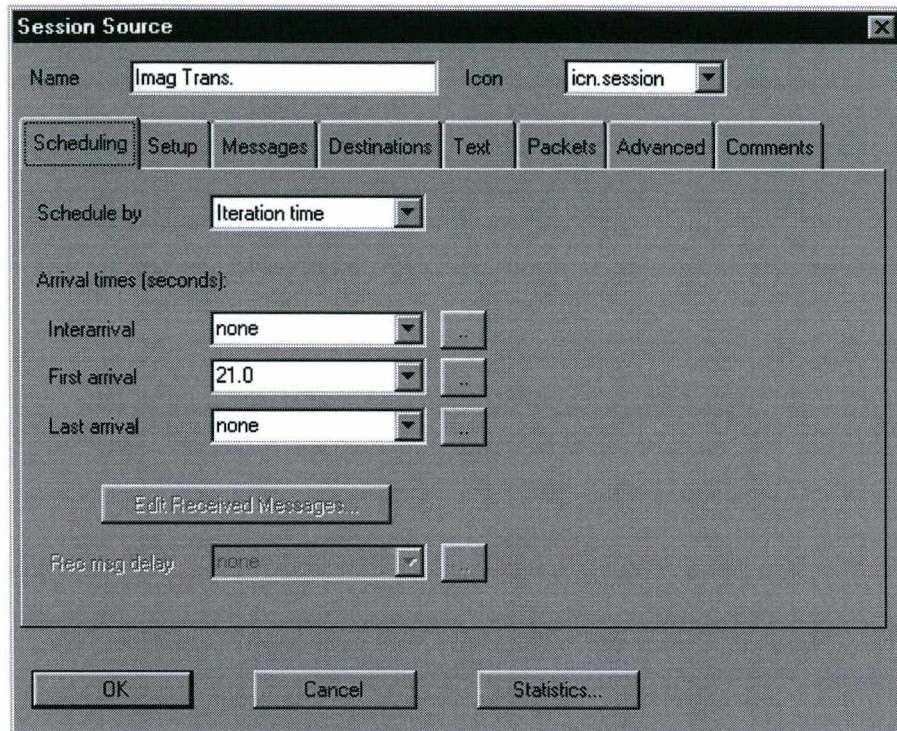 Session Source
Name Imag Trans. Icon icn.session
Scheduling Setup Messages Destinations Text Packets Advanced Comments
Schedule by Iteration time
Arrival times (seconds):
Interarrival none ..
First arrival 21.0 ..
Last arrival none ..
Edit Received Messages...
Rec msg delay none ..
OK Cancel Statistics...